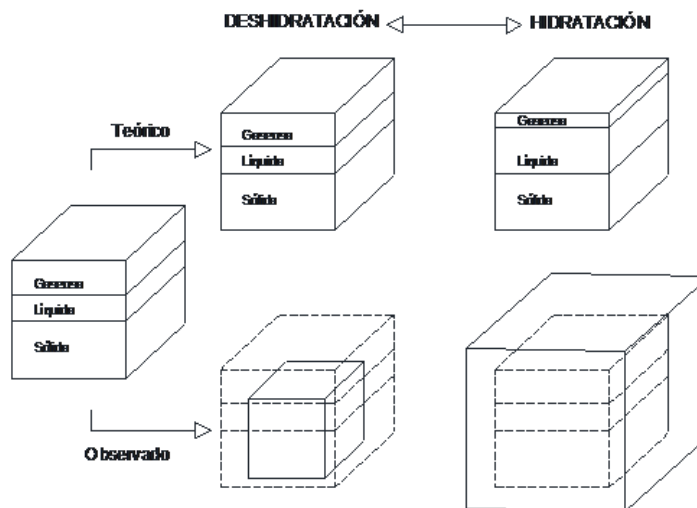 DESHIDRATACIÓN HIDRATACIÓN
Teórico
Gaseosa
Líquida
Sólida
Gaseosa
Líquida
Sólida
Gaseosa
Líquida
Sólida
Observado